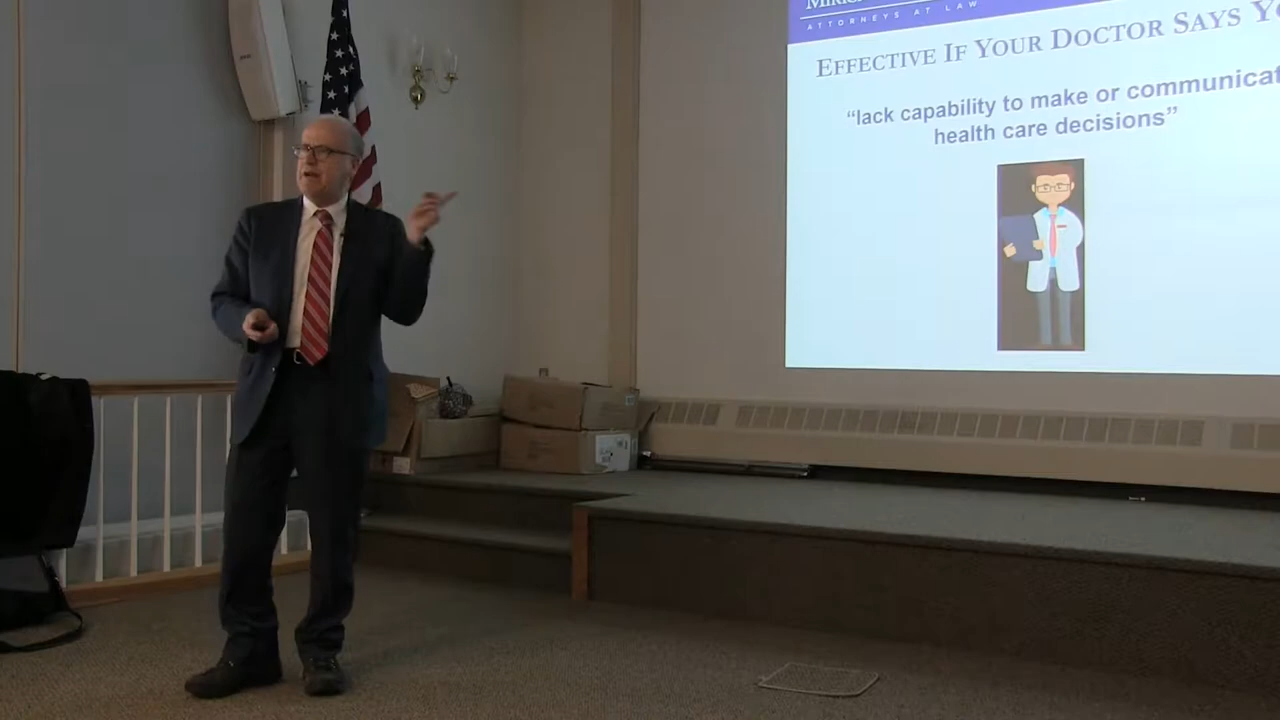 ATTORNEYS AT LAW
EFFECTIVE IF YOUR DOCTOR SAYS
“lack capability to make or
health care decisions”